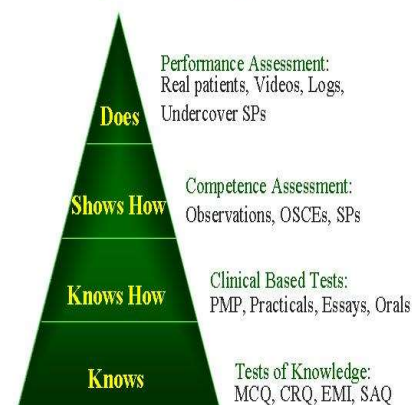 Performance Assessment:
Real patients, Videos, Logs,
Undercover SPs
Does
Competence Assessment:
Observations, OSCEs, SPs
Shows How
Clinical Based Tests:
PMP, Practicals, Essays, Orals
Knows How
Tests of Knowledge:
MCQ, CRQ, EMI, SAQ
Knows